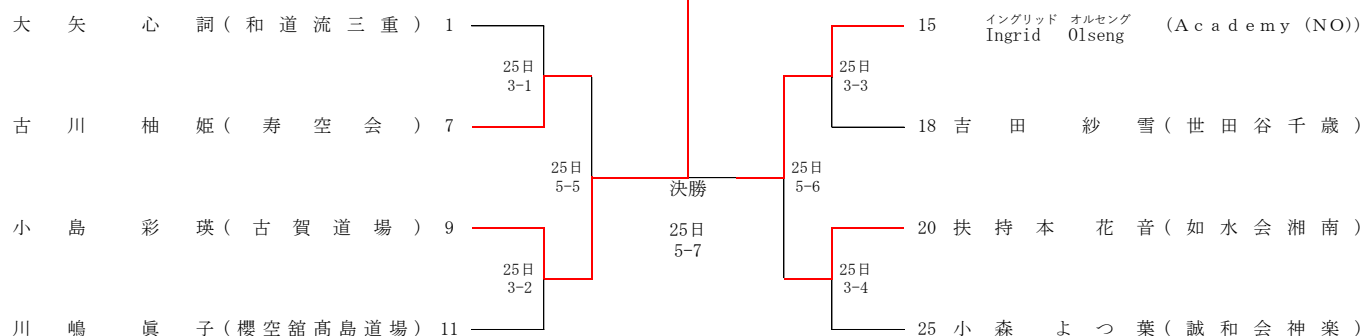 大矢 心詞(和道流三重) 1
25日
3-1
古川 柚姫(寿空会) 7
25日
5-5
小島 彩瑛(古賀道場) 9
25日
3-2
川嶋 眞子(櫻空舘髙島道場) 11
決勝
25日
5-7
イングリッド オルセング
15 Ingrid Olseng (Academy (NO))
25日
3-3
18 吉田 紗雪(世田谷千歳)
25日
5-6
20 扶持本 花音(如水会湘南)
25日
3-4
25 小森 よつ葉(誠和会神楽)